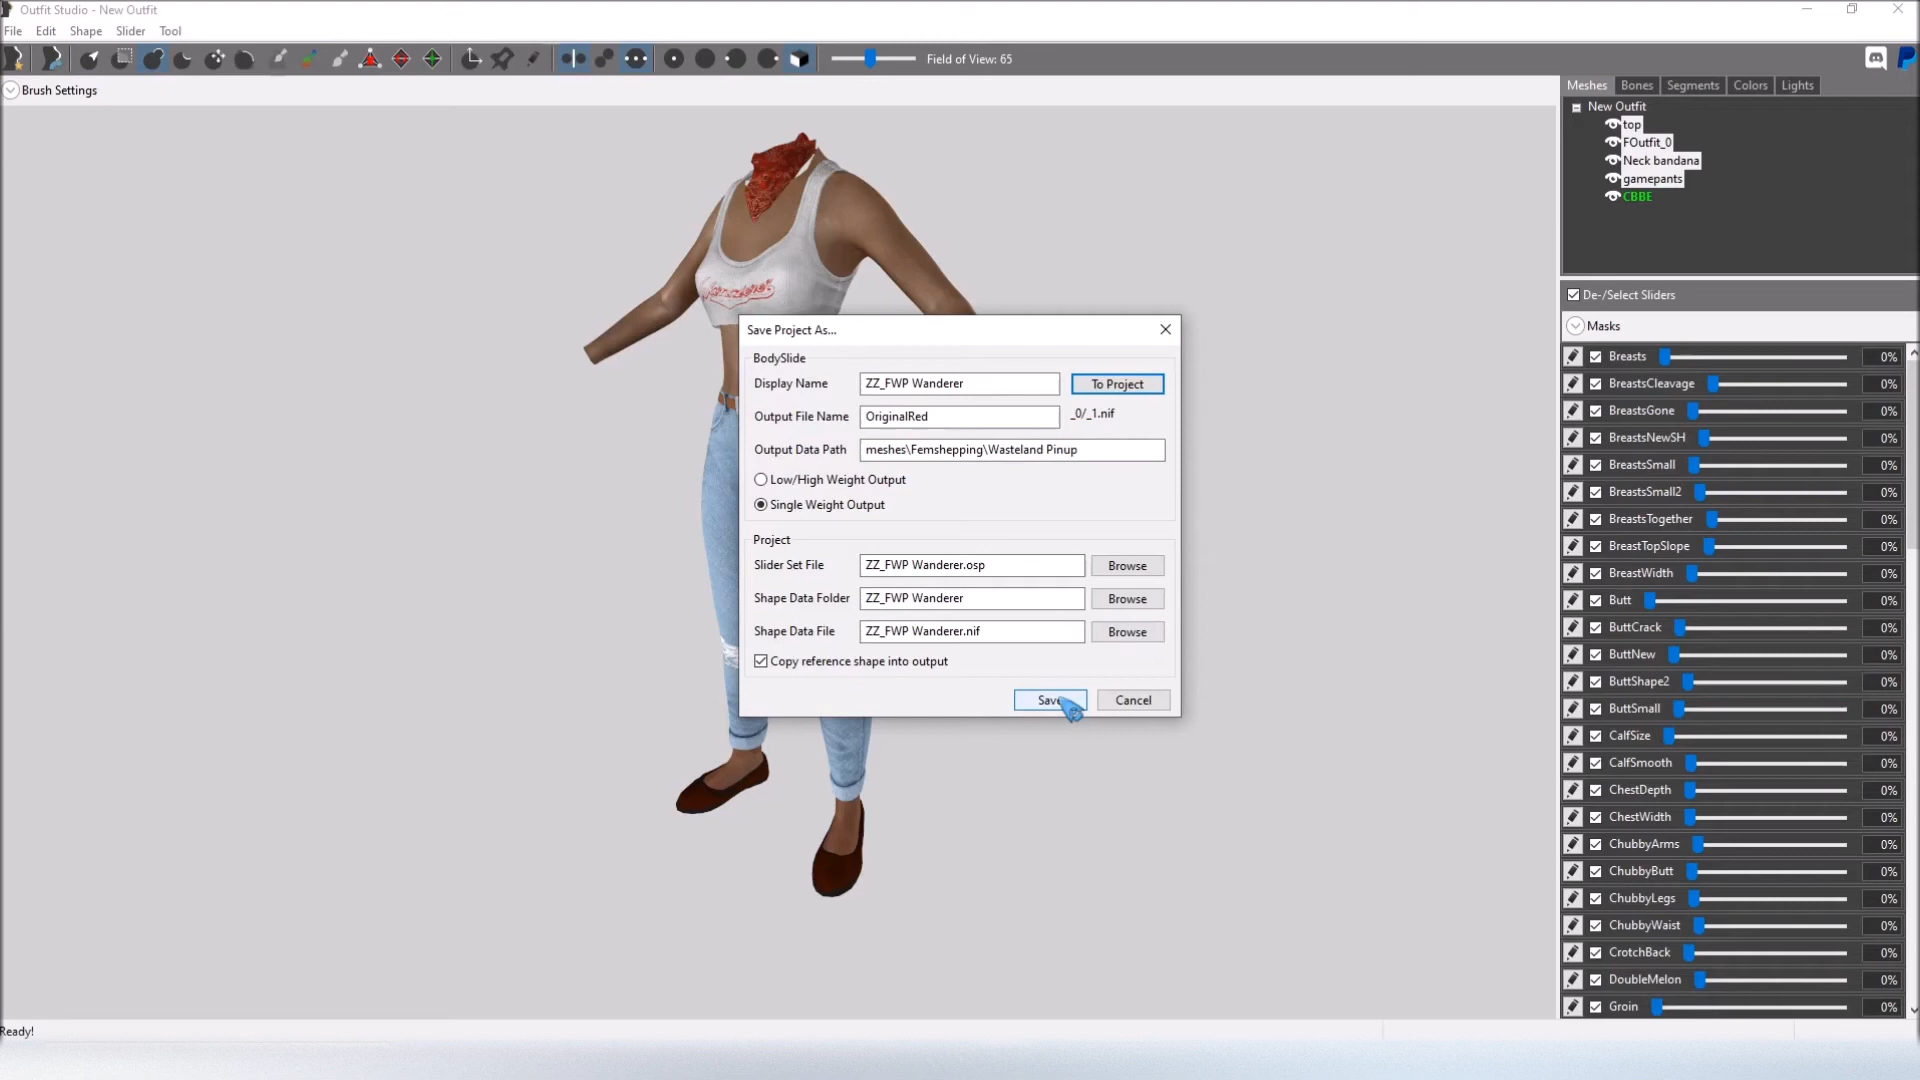 Outfit Studio - New Outfit
File Edit Shape Slider Tool
Field of View: 65
Brush Settings
Meshes Bones Segments Colors Lights
New Outfit
top
FOutfit_0
Neck bandana
gamepants
CBBE
Wanderer
Save Project As...
BodySlide
Display Name ZZ_FWP Wanderer To Project
Output File Name OriginalRed _0/_1.nif
Output Data Path meshes\Femshepping\Wasteland Pinup
Low/High Weight Output
Single Weight Output
Project
Slider Set File ZZ_FWP Wanderer.osp Browse
Shape Data Folder ZZ_FWP Wanderer Browse
Shape Data File ZZ_FWP Wanderer.nif Browse
Copy reference shape into output
Save Cancel
De-/Select Sliders
Masks
Breasts 0%
BreastsCleavage 0%
BreastsGone 0%
BreastsNewSH 0%
BreastsSmall 0%
BreastsSmall2 0%
BreastsTogether 0%
BreastTopSlope 0%
BreastWidth 0%
Butt 0%
ButtCrack 0%
ButtNew 0%
ButtShape2 0%
ButtSmall 0%
CalfSize 0%
CalfSmooth 0%
ChestDepth 0%
ChestWidth 0%
ChubbyArms 0%
ChubbyButt 0%
ChubbyLegs 0%
ChubbyWaist 0%
CrotchBack 0%
DoubleMelon 0%
Groin 0%
Ready!